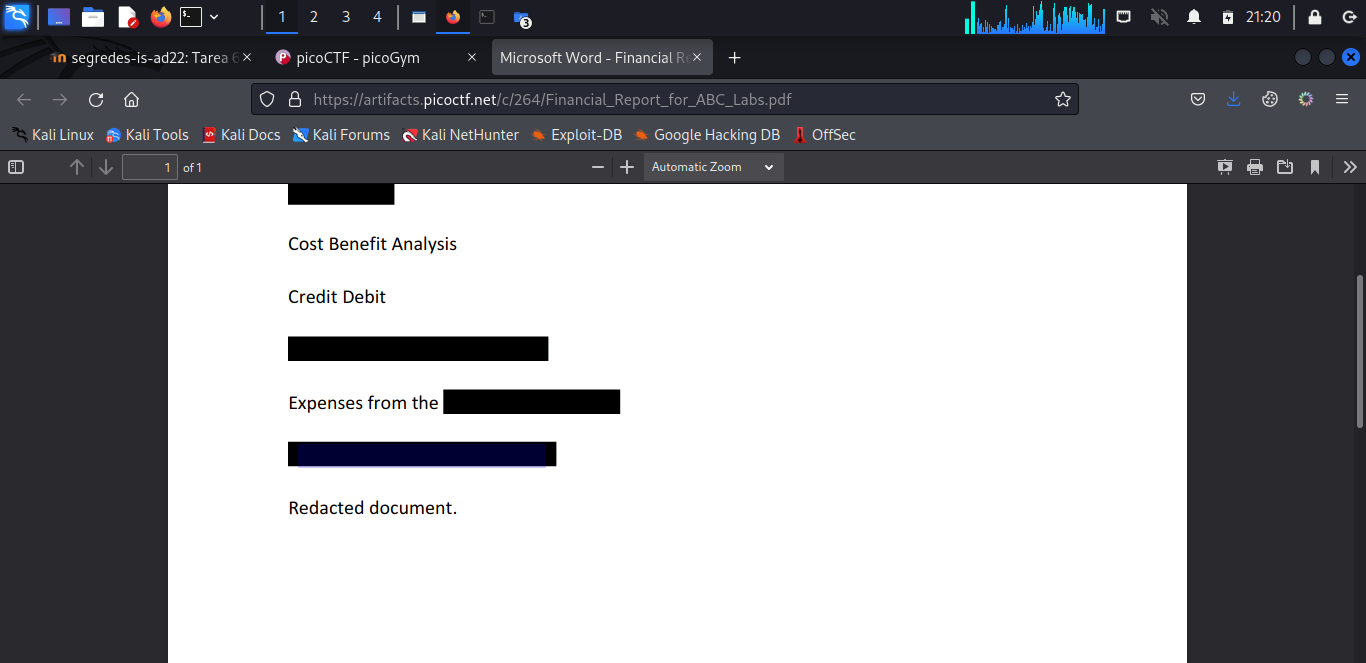 1 2 3 4 3 21:20
segredes-is-ad22: Tarea 6 picoCTF - picoGym Microsoft Word - Financial Re
https://artifacts.picoctf.net/c/264/Financial_Report_for_ABC_Labs.pdf
Kali Linux Kali Tools Kali Docs Kali Forums Kali NetHunter Exploit-DB Google Hacking DB OffSec
1 of 1 Automatic Zoom
Cost Benefit Analysis
Credit Debit
Expenses from the
Redacted document.